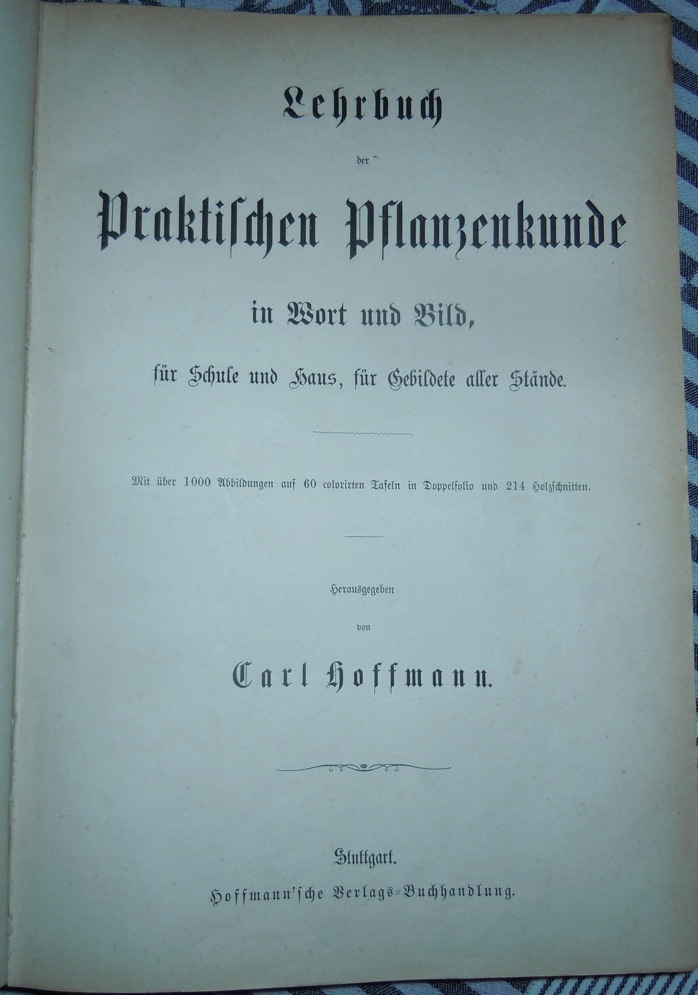 Lehrbuch
der
Praktiſchen Pflanzenkunde
in Wort und Bild,
für Schule und Haus, für Gebildete aller Stände.
Mit über 1000 Abbildungen auf 60 colorirten Tafeln in Doppelfolio und 214 Holzſchnitten.
Herausgegeben
von
Carl Hoffmann.
Stuttgart.
Hoffmann'ſche Verlags-Buchhandlung.